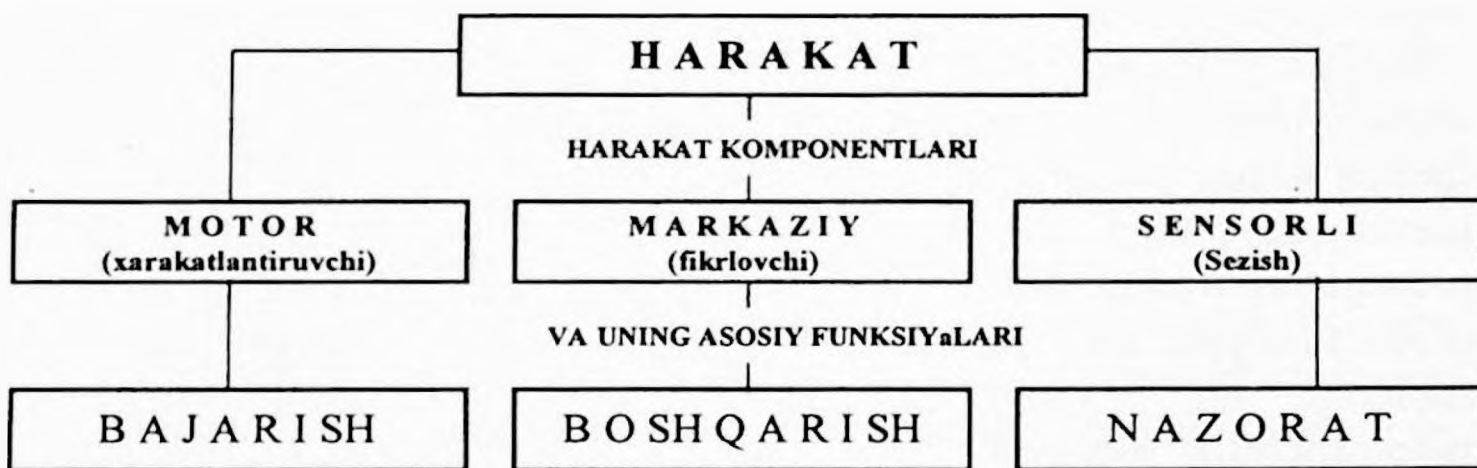 HARAKAT
HARAKAT KOMPONENTLARI
MOTOR
(xarakatlantiruvchi)
MARKAZIY
(fikrlovchi)
SENSORLI
(Sezish)
VA UNING ASOSIY FUNKSIYaLARI
BAJARISH
BOSHQARISH
NAZORAT